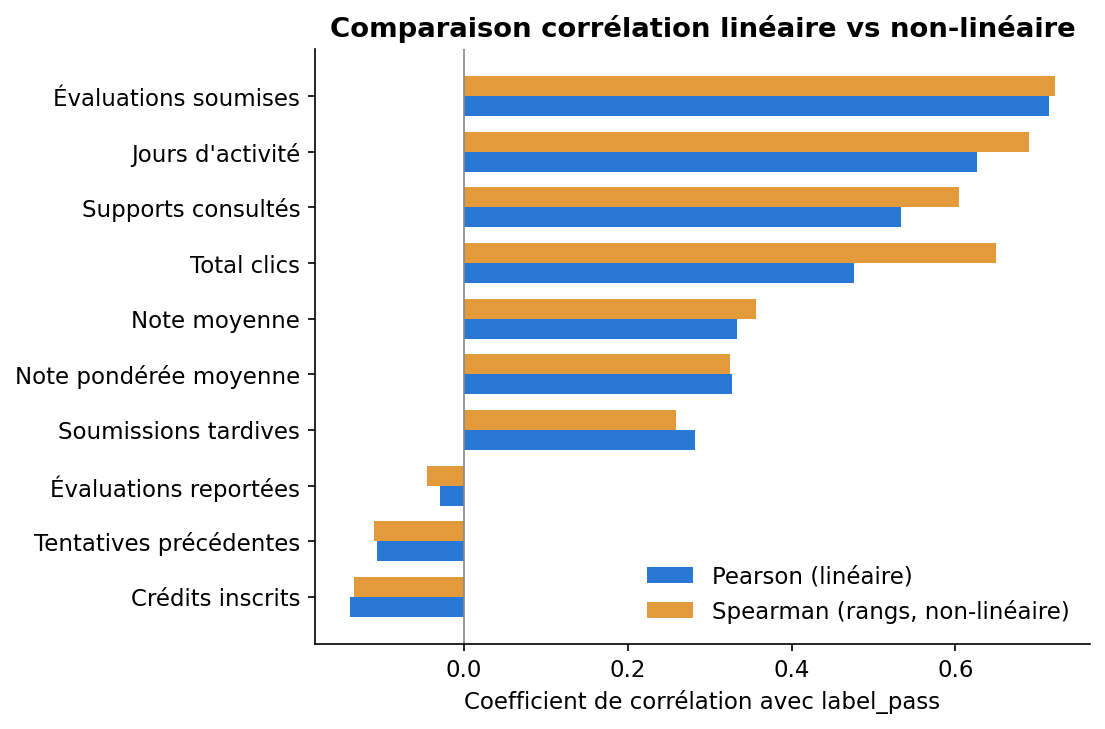 Comparaison corrélation linéaire vs non-linéaire
Évaluations soumises
Jours d'activité
Supports consultés
Total clics
Note moyenne
Note pondérée moyenne
Soumissions tardives
Évaluations reportées
Tentatives précédentes
Crédits inscrits
Pearson (linéaire)
Spearman (rangs, non-linéaire)
0.0 0.2 0.4 0.6
Coefficient de corrélation avec label_pass